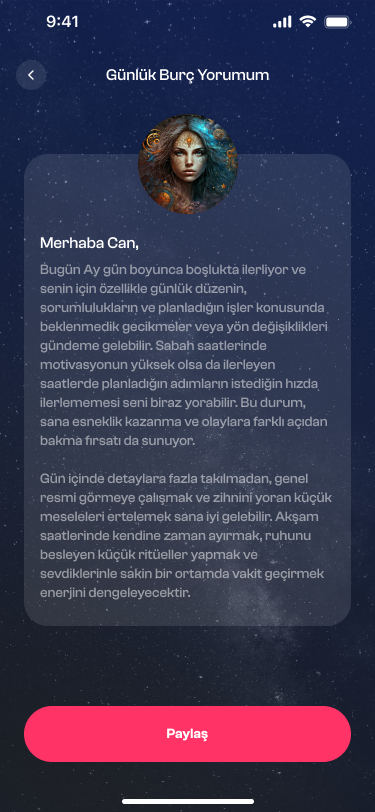 9:41
Günlük Burç Yorumum
Merhaba Can,
Bugün Ay gün boyunca boşlukta ilerliyor ve
senin için özellikle günlük düzenin,
sorumlulukların ve planladığın işler konusunda
beklenmedik gecikmeler veya yön değişiklikleri
gündeme gelebilir. Sabah saatlerinde
motivasyonun yüksek olsa da ilerleyen
saatlerde planladığın adımların istediğin hızda
ilerlememesi seni biraz yorabilir. Bu durum,
sana esneklik kazanma ve olaylara farklı açıdan
bakma fırsatı da sunuyor.
Gün içinde detaylara fazla takılmadan, genel
resmi görmeye çalışmak ve zihnini yoran küçük
meseleleri ertelemek sana iyi gelebilir. Akşam
saatlerinde kendine zaman ayırmak, ruhunu
besleyen küçük ritüeller yapmak ve
sevdiklerinle sakin bir ortamda vakit geçirmek
enerjini dengeleyecektir.
Paylaş